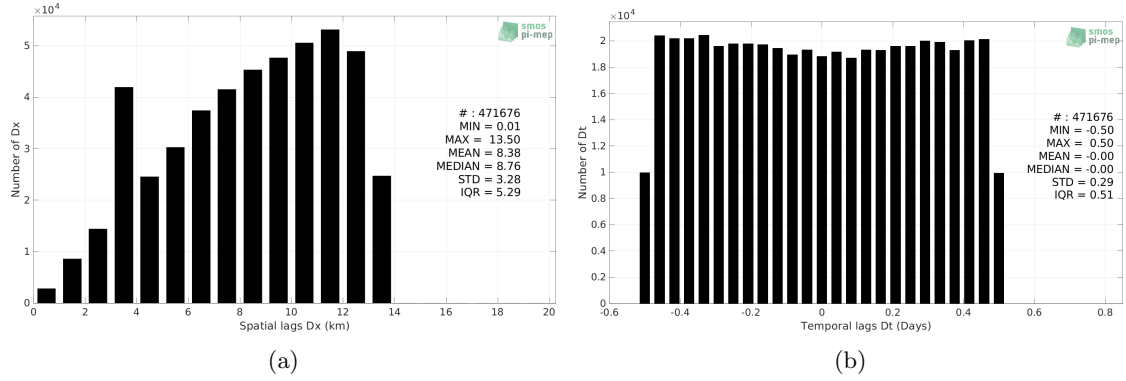 ×10⁴
smos
pi-mep
5
4
3
2
1
0
Number of Dx
# : 471676
MIN = 0.01
MAX = 13.50
MEAN = 8.38
MEDIAN = 8.76
STD = 3.28
IQR = 5.29
0 2 4 6 8 10 12 14 16 18 20
Spatial lags Dx (km)
(a)
×10⁴
smos
pi-mep
2
1.8
1.6
1.4
1.2
1
0.8
0.6
0.4
0.2
0
Number of Dt
# : 471676
MIN = -0.50
MAX = 0.50
MEAN = -0.00
MEDIAN = -0.00
STD = 0.29
IQR = 0.51
-0.6 -0.4 -0.2 0 0.2 0.4 0.6 0.8
Temporal lags Dt (Days)
(b)